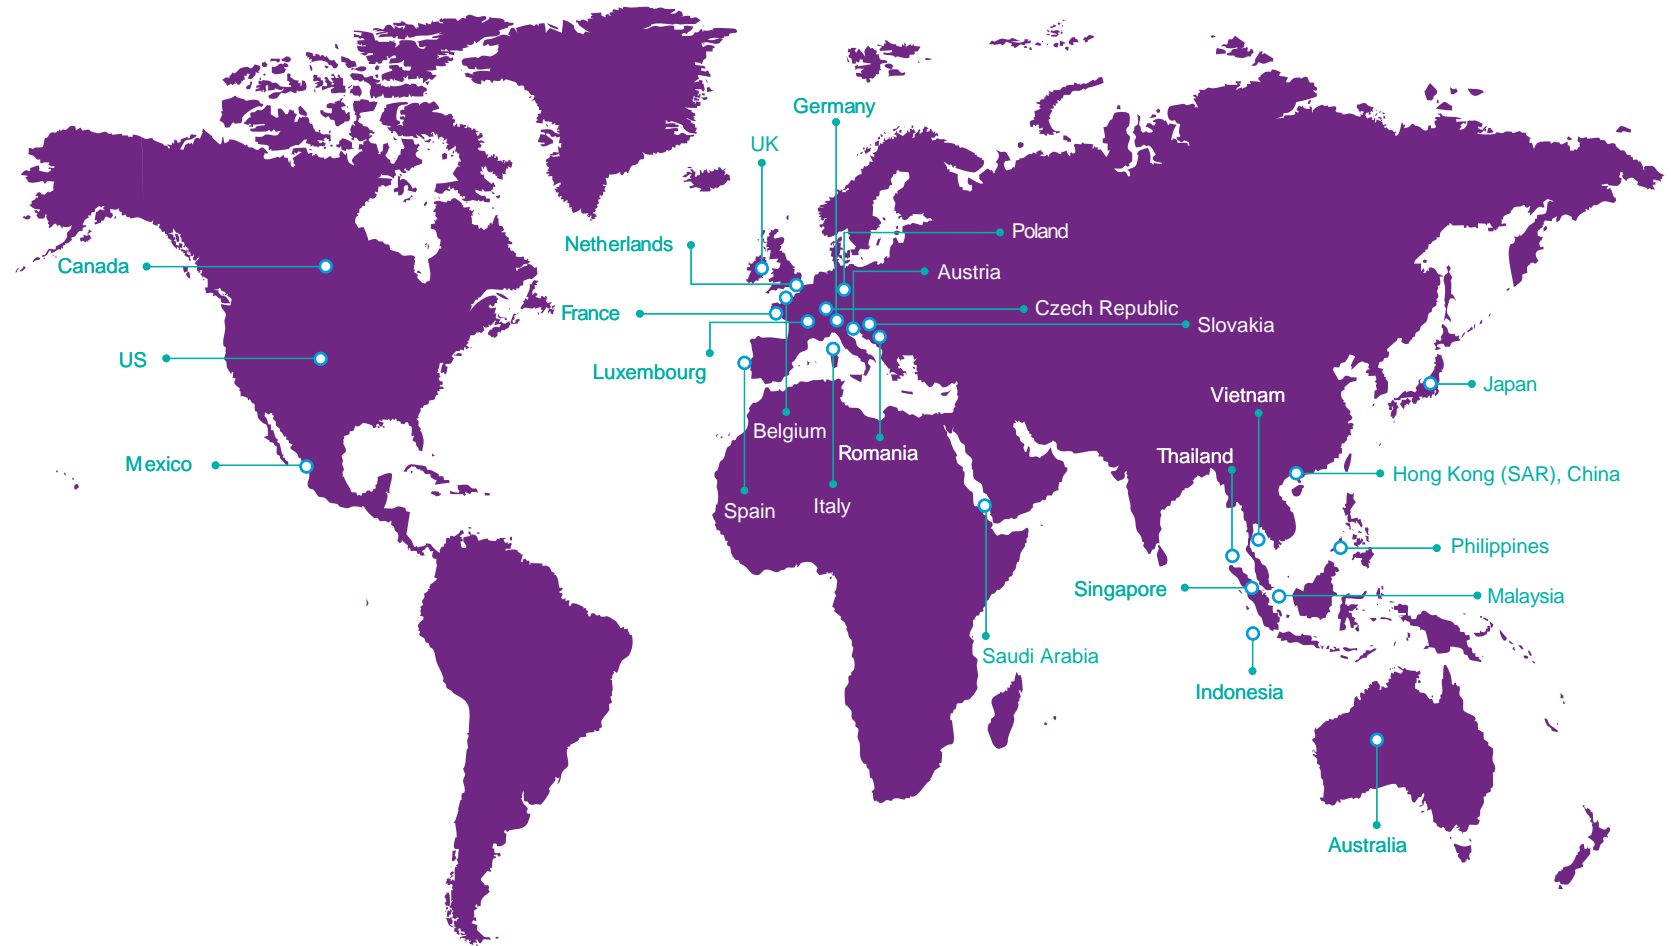 Germany
UK
Poland
Netherlands
Canada
Austria
France
Czech Republic
Slovakia
US
Luxembourg
Japan
Vietnam
Belgium
Romania
Thailand
Mexico
Hong Kong (SAR), China
Spain
Italy
Philippines
Singapore
Malaysia
Saudi Arabia
Indonesia
Australia